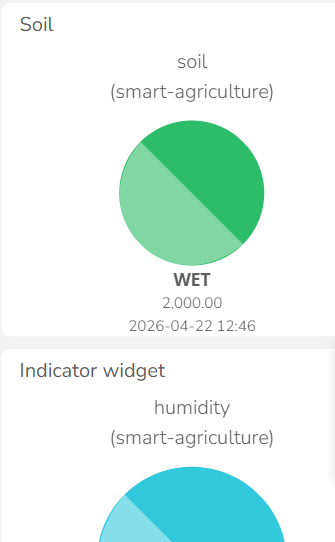 Soil
soil
(smart-agriculture)
WET
2,000.00
2026-04-22 12:46
Indicator widget
humidity
(smart-agriculture)